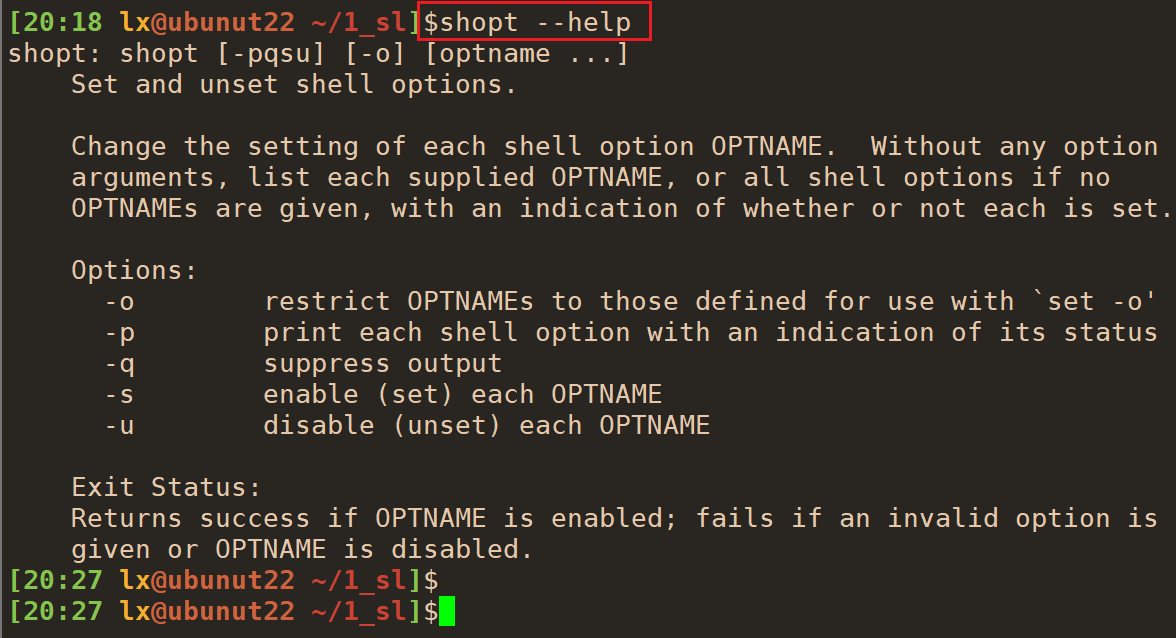 [20:18 lx@ubunut22 ~/1_sl]$shopt --help
shopt: shopt [-pqsu] [-o] [optname ...]
    Set and unset shell options.

    Change the setting of each shell option OPTNAME.  Without any option
    arguments, list each supplied OPTNAME, or all shell options if no
    OPTNAMEs are given, with an indication of whether or not each is set.

    Options:
      -o        restrict OPTNAMEs to those defined for use with `set -o'
      -p        print each shell option with an indication of its status
      -q        suppress output
      -s        enable (set) each OPTNAME
      -u        disable (unset) each OPTNAME

    Exit Status:
    Returns success if OPTNAME is enabled; fails if an invalid option is
    given or OPTNAME is disabled.
[20:27 lx@ubunut22 ~/1_sl]$
[20:27 lx@ubunut22 ~/1_sl]$